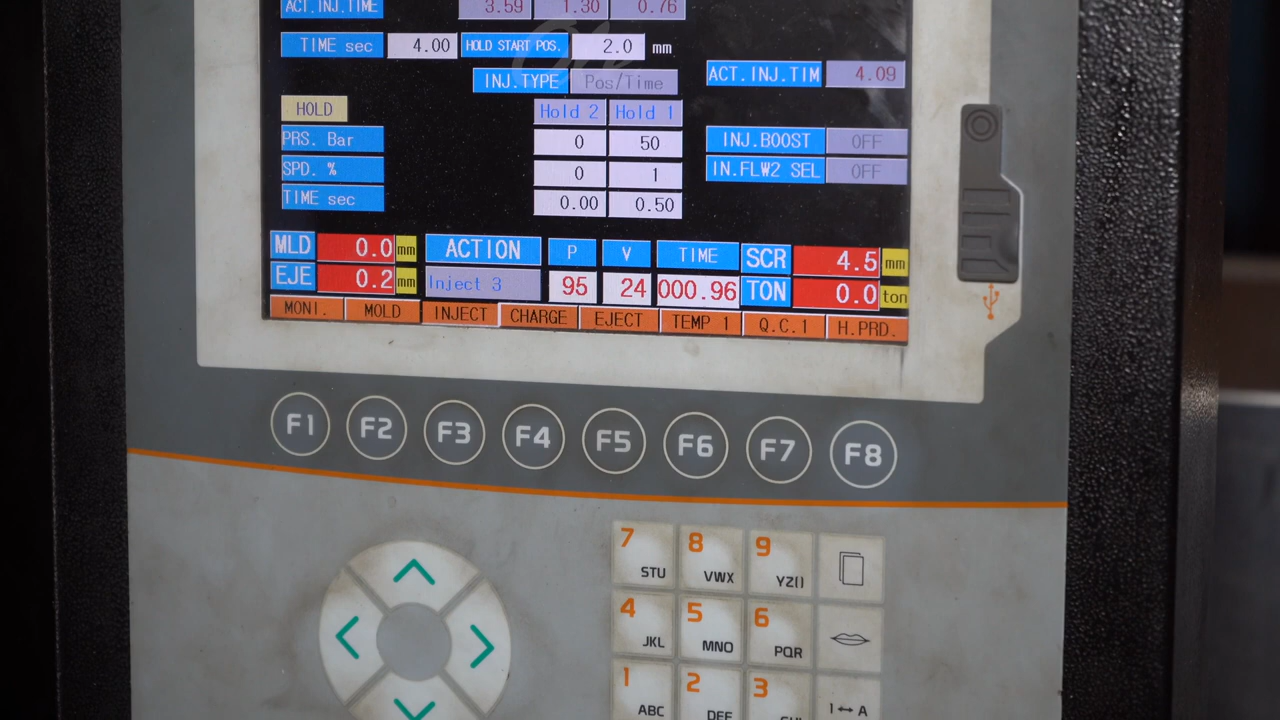 ACT.INJ.TIME 3.59 1.30 0.76
TIME sec 4.00 HOLD START POS. 2.0 mm
INJ.TYPE Pos/Time ACT.INJ.TIM 4.09
HOLD Hold 2 Hold 1
PRS. Bar 0 50 INJ.BOOST OFF
SPD. % 0 1 IN.FLW2 SEL OFF
TIME sec 0.00 0.50
MLD 0.0 mm ACTION P V TIME SCR 4.5 mm
EJE 0.2 mm Inject 3 95 24 000.96 TON 0.0 ton
MONI. MOLD INJECT CHARGE EJECT TEMP 1 Q.C.1 H.PRD.
F1 F2 F3 F4 F5 F6 F7 F8
7 STU 8 VWX 9 YZ()
4 JKL 5 MNO 6 PQR
1 ABC 2 DEF 3 1↔A